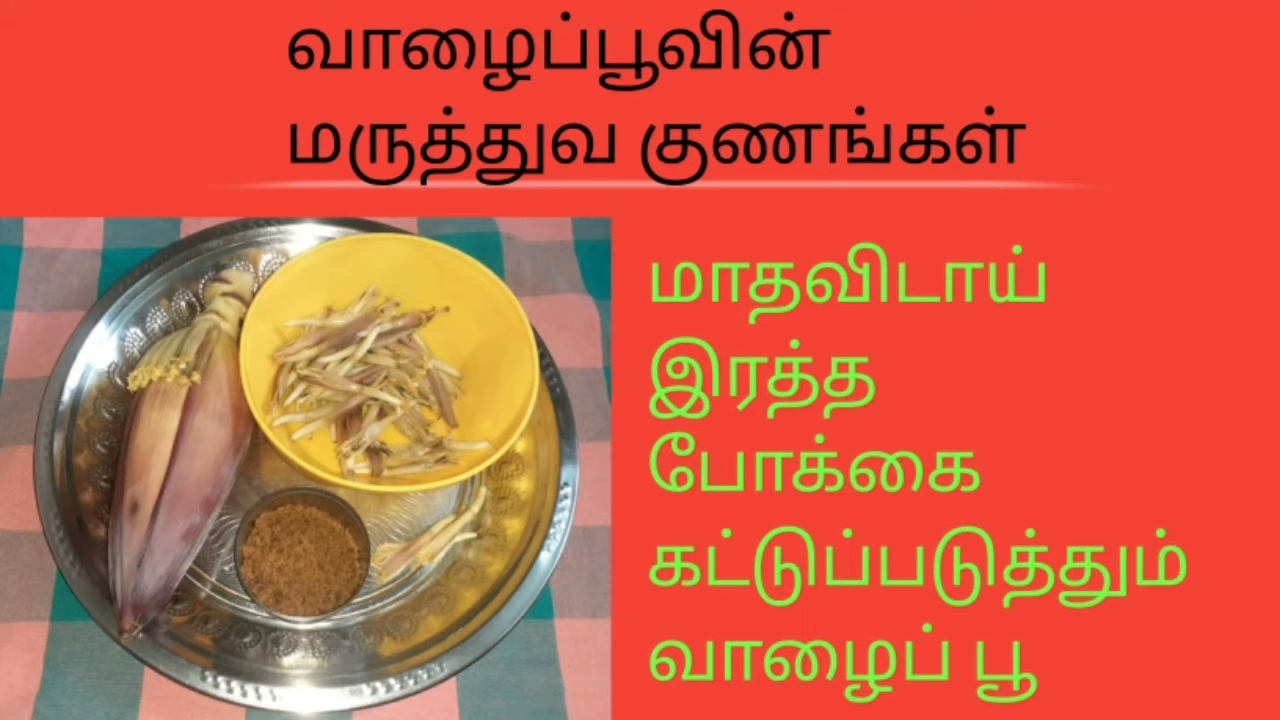 வாழைப்பூவின்
மருத்துவ குணங்கள்
மாதவிடாய்
இரத்த
போக்கை
கட்டுப்படுத்தும்
வாழைப் பூ